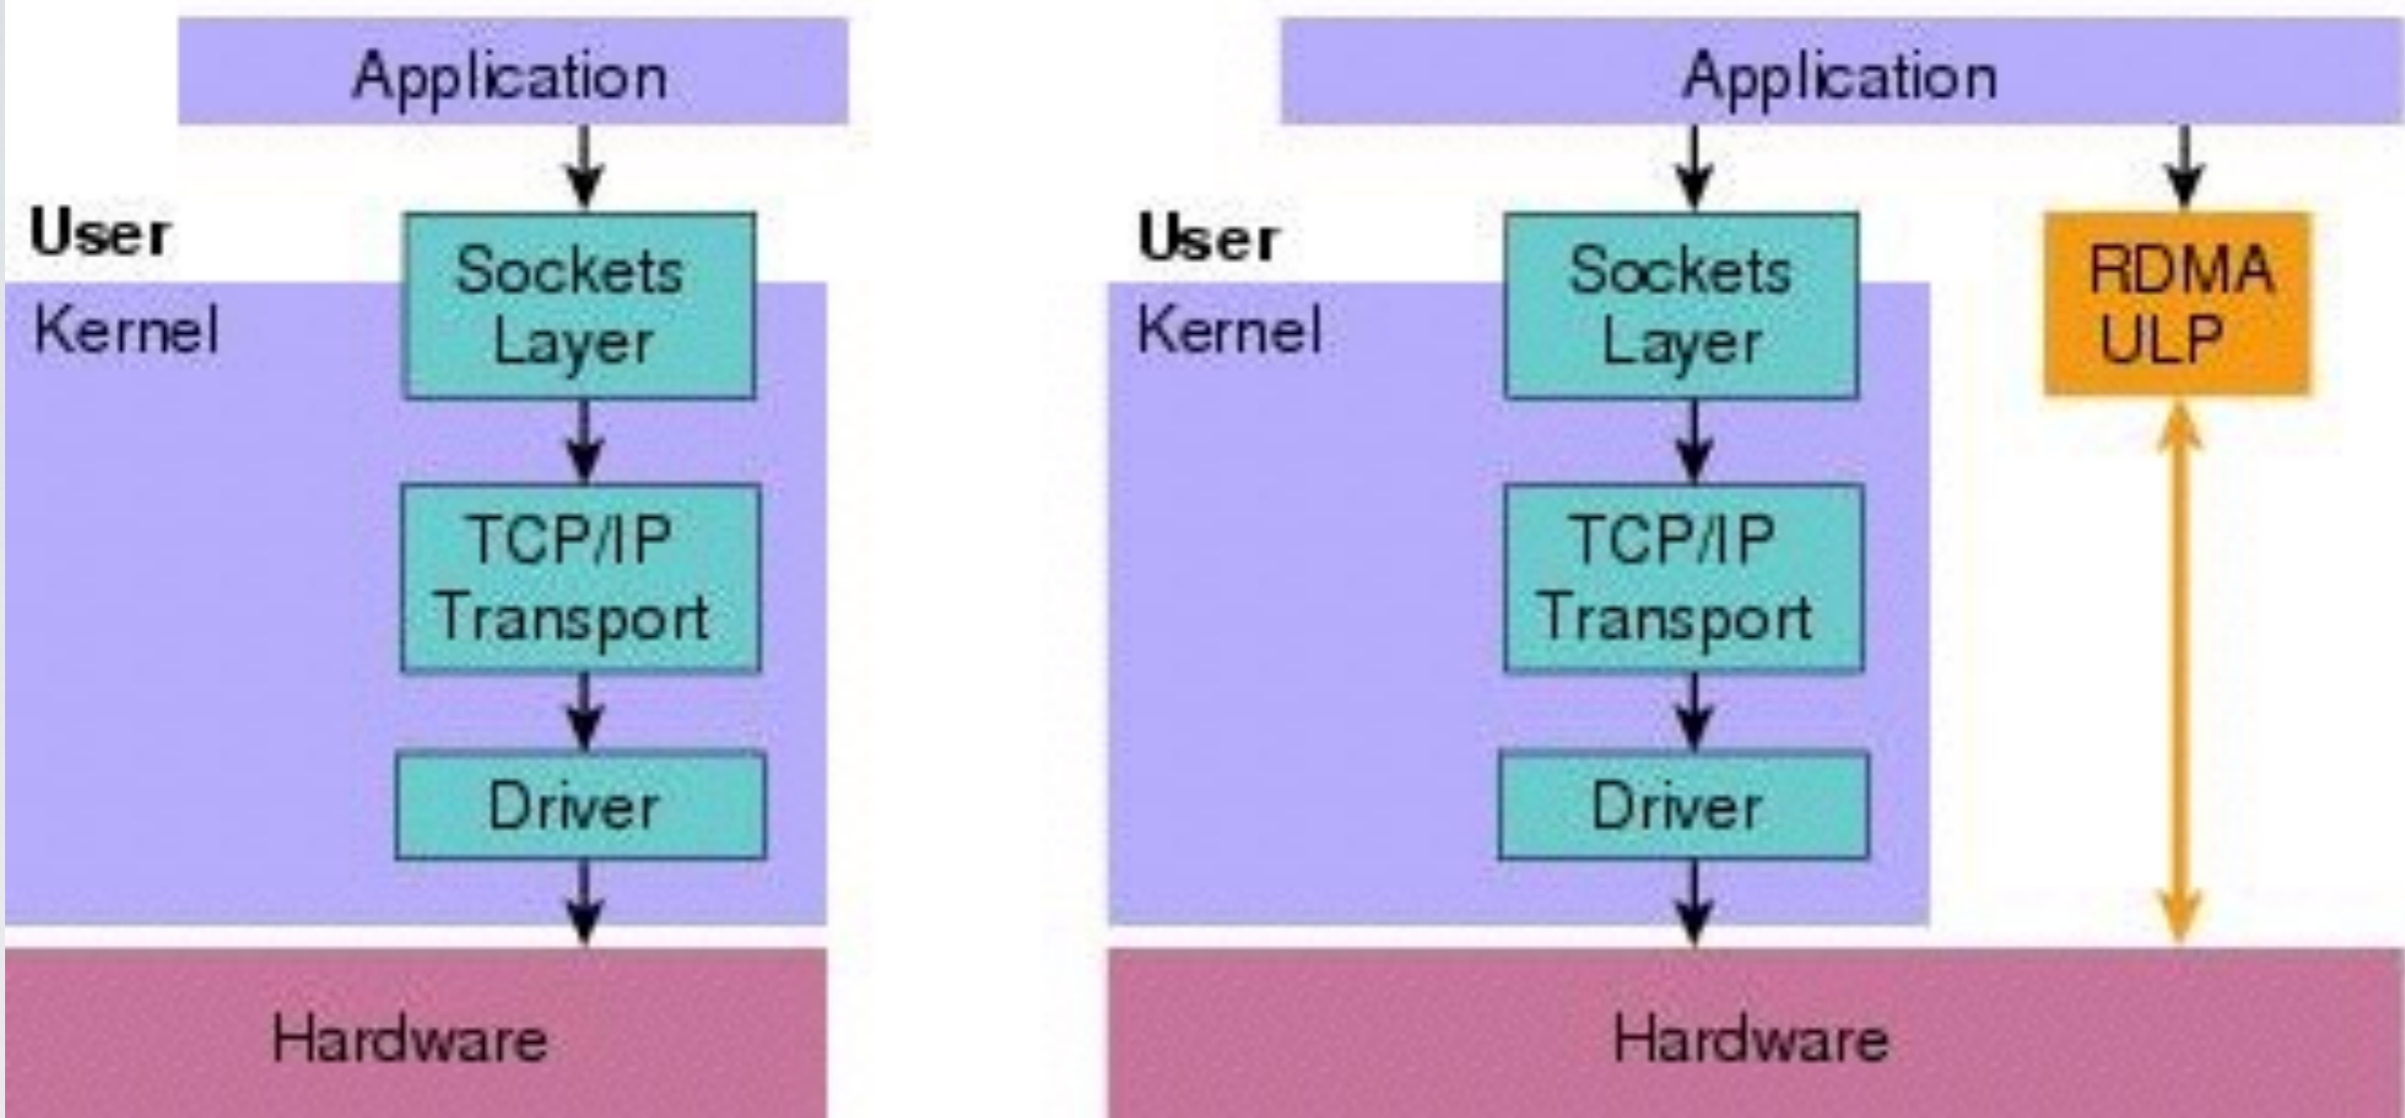 Application
User
Kernel
Sockets
Layer
TCP/IP
Transport
Driver
Hardware
Application
User
Kernel
Sockets
Layer
RDMA
ULP
TCP/IP
Transport
Driver
Hardware